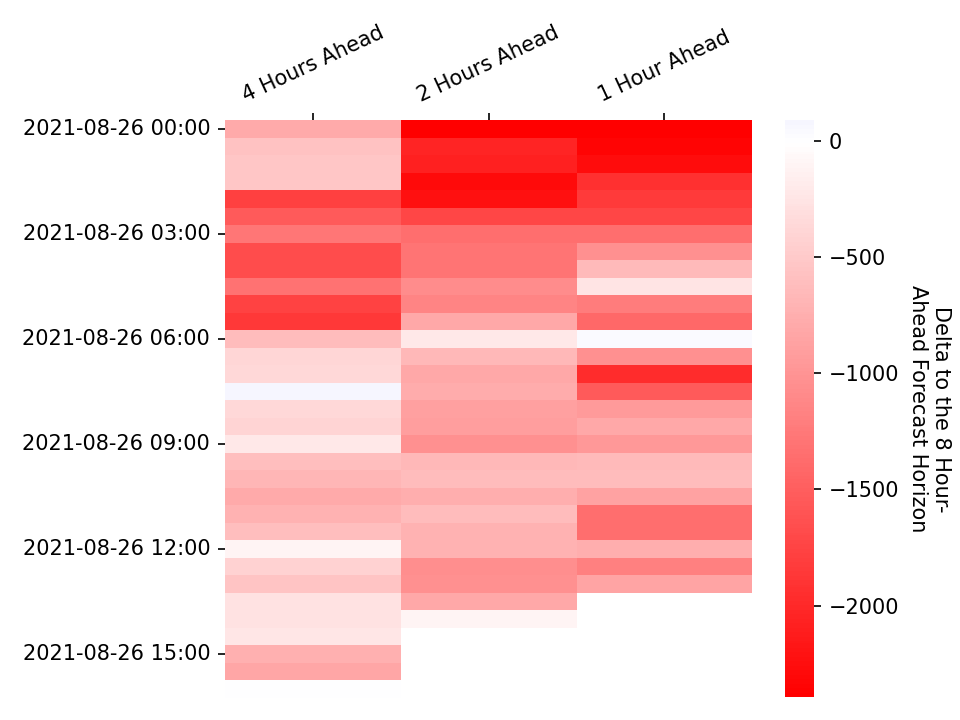 4 Hours Ahead
2 Hours Ahead
1 Hour Ahead
2021-08-26 00:00
2021-08-26 03:00
2021-08-26 06:00
2021-08-26 09:00
2021-08-26 12:00
2021-08-26 15:00
0
−500
−1000
−1500
−2000
Delta to the 8 Hour-
Ahead Forecast Horizon